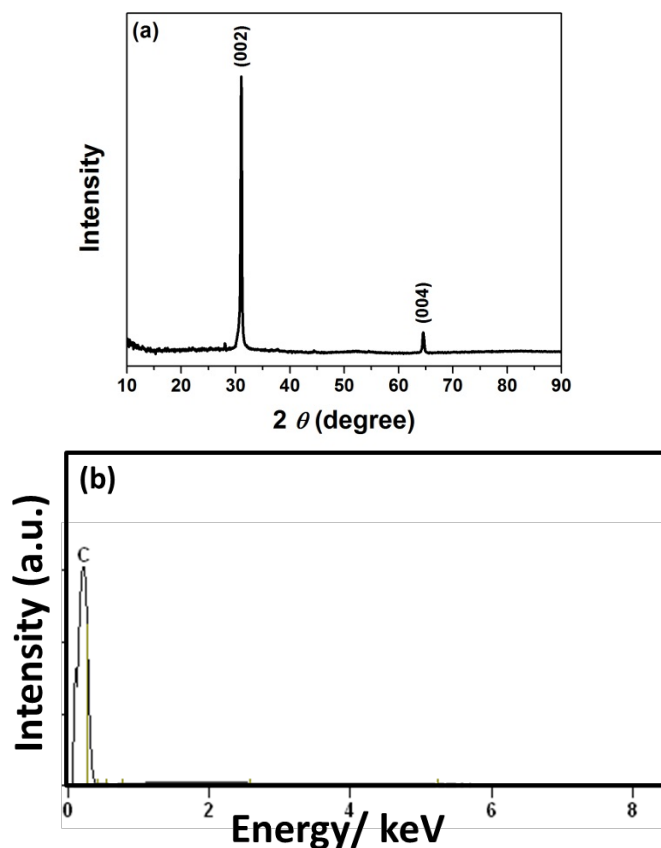 (a)
(002)
(004)
Intensity
10 20 30 40 50 60 70 80 90
2 θ (degree)
(b)
C
Intensity (a.u.)
0 2 4 6 8
Energy/ keV